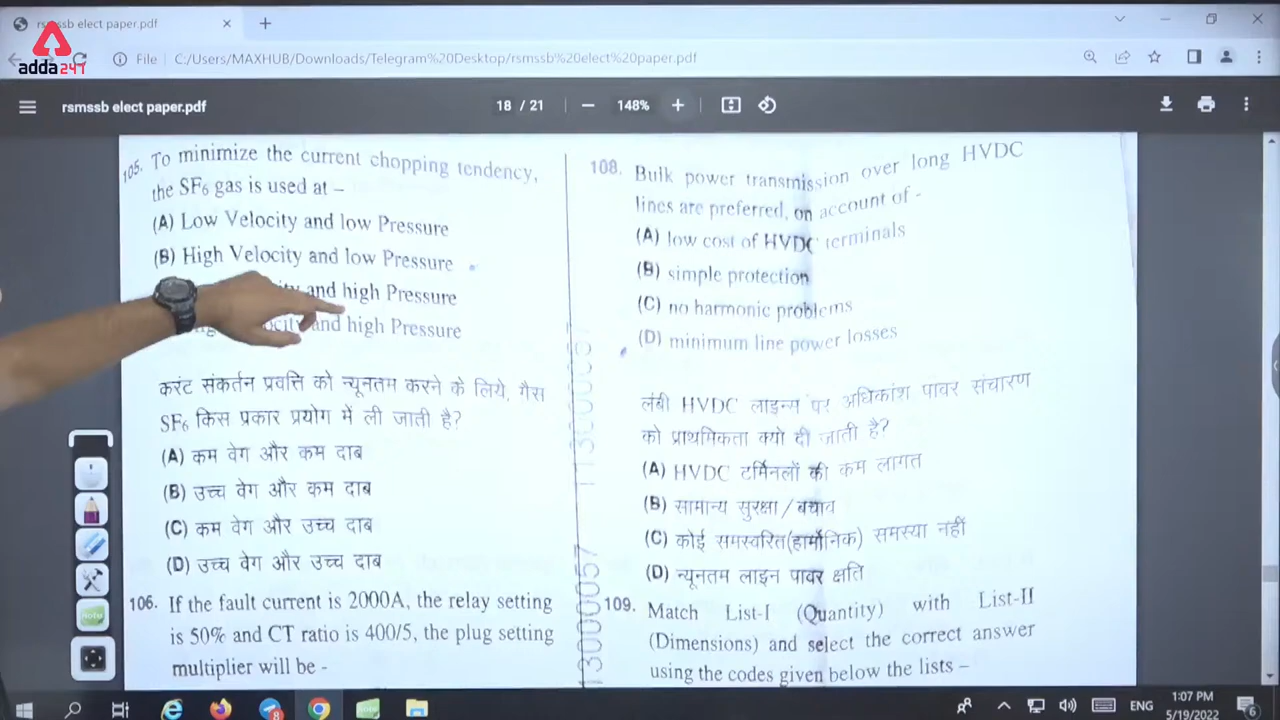 rsmssb elect paper.pdf
adda247
File
C:/Users/MAXHUB/Downloads/Telegram%20Desktop/rsmssb%20elect%20paper.pdf
rsmssb elect paper.pdf
18 / 21
148%
105. To minimize the current chopping tendency,
the SF6 gas is used at –
(A) Low Velocity and low Pressure
(B) High Velocity and low Pressure
and high Pressure
and high Pressure
करंट संकर्तन प्रवत्ति को न्यूनतम करने के लिये, गैस
SF6 किस प्रकार प्रयोग में ली जाती है?
(A) कम वेग और कम दाब
(B) उच्च वेग और कम दाब
(C) कम वेग और उच्च दाब
(D) उच्च वेग और उच्च दाब
106. If the fault current is 2000A, the relay setting
is 50% and CT ratio is 400/5, the plug setting
multiplier will be -
108. Bulk power transmission over long HVDC
lines are preferred, on account of -
(A) low cost of HVDC terminals
(B) simple protection
(C) no harmonic problems
(D) minimum line power losses
लंबी HVDC लाइन्स पर अधिकांश पावर संचारण
को प्राथमिकता क्यो दी जाती है?
(A) HVDC टर्मिनलों की कम लागत
(B) सामान्य सुरक्षा/बचाव
(C) कोई समस्वरित(हार्मोनिक) समस्या नहीं
(D) न्यूनतम लाइन पावर क्षति
109. Match List-I (Quantity) with List-II
(Dimensions) and select the correct answer
using the codes given below the lists –
Note
ENG
1:07 PM
5/19/2022